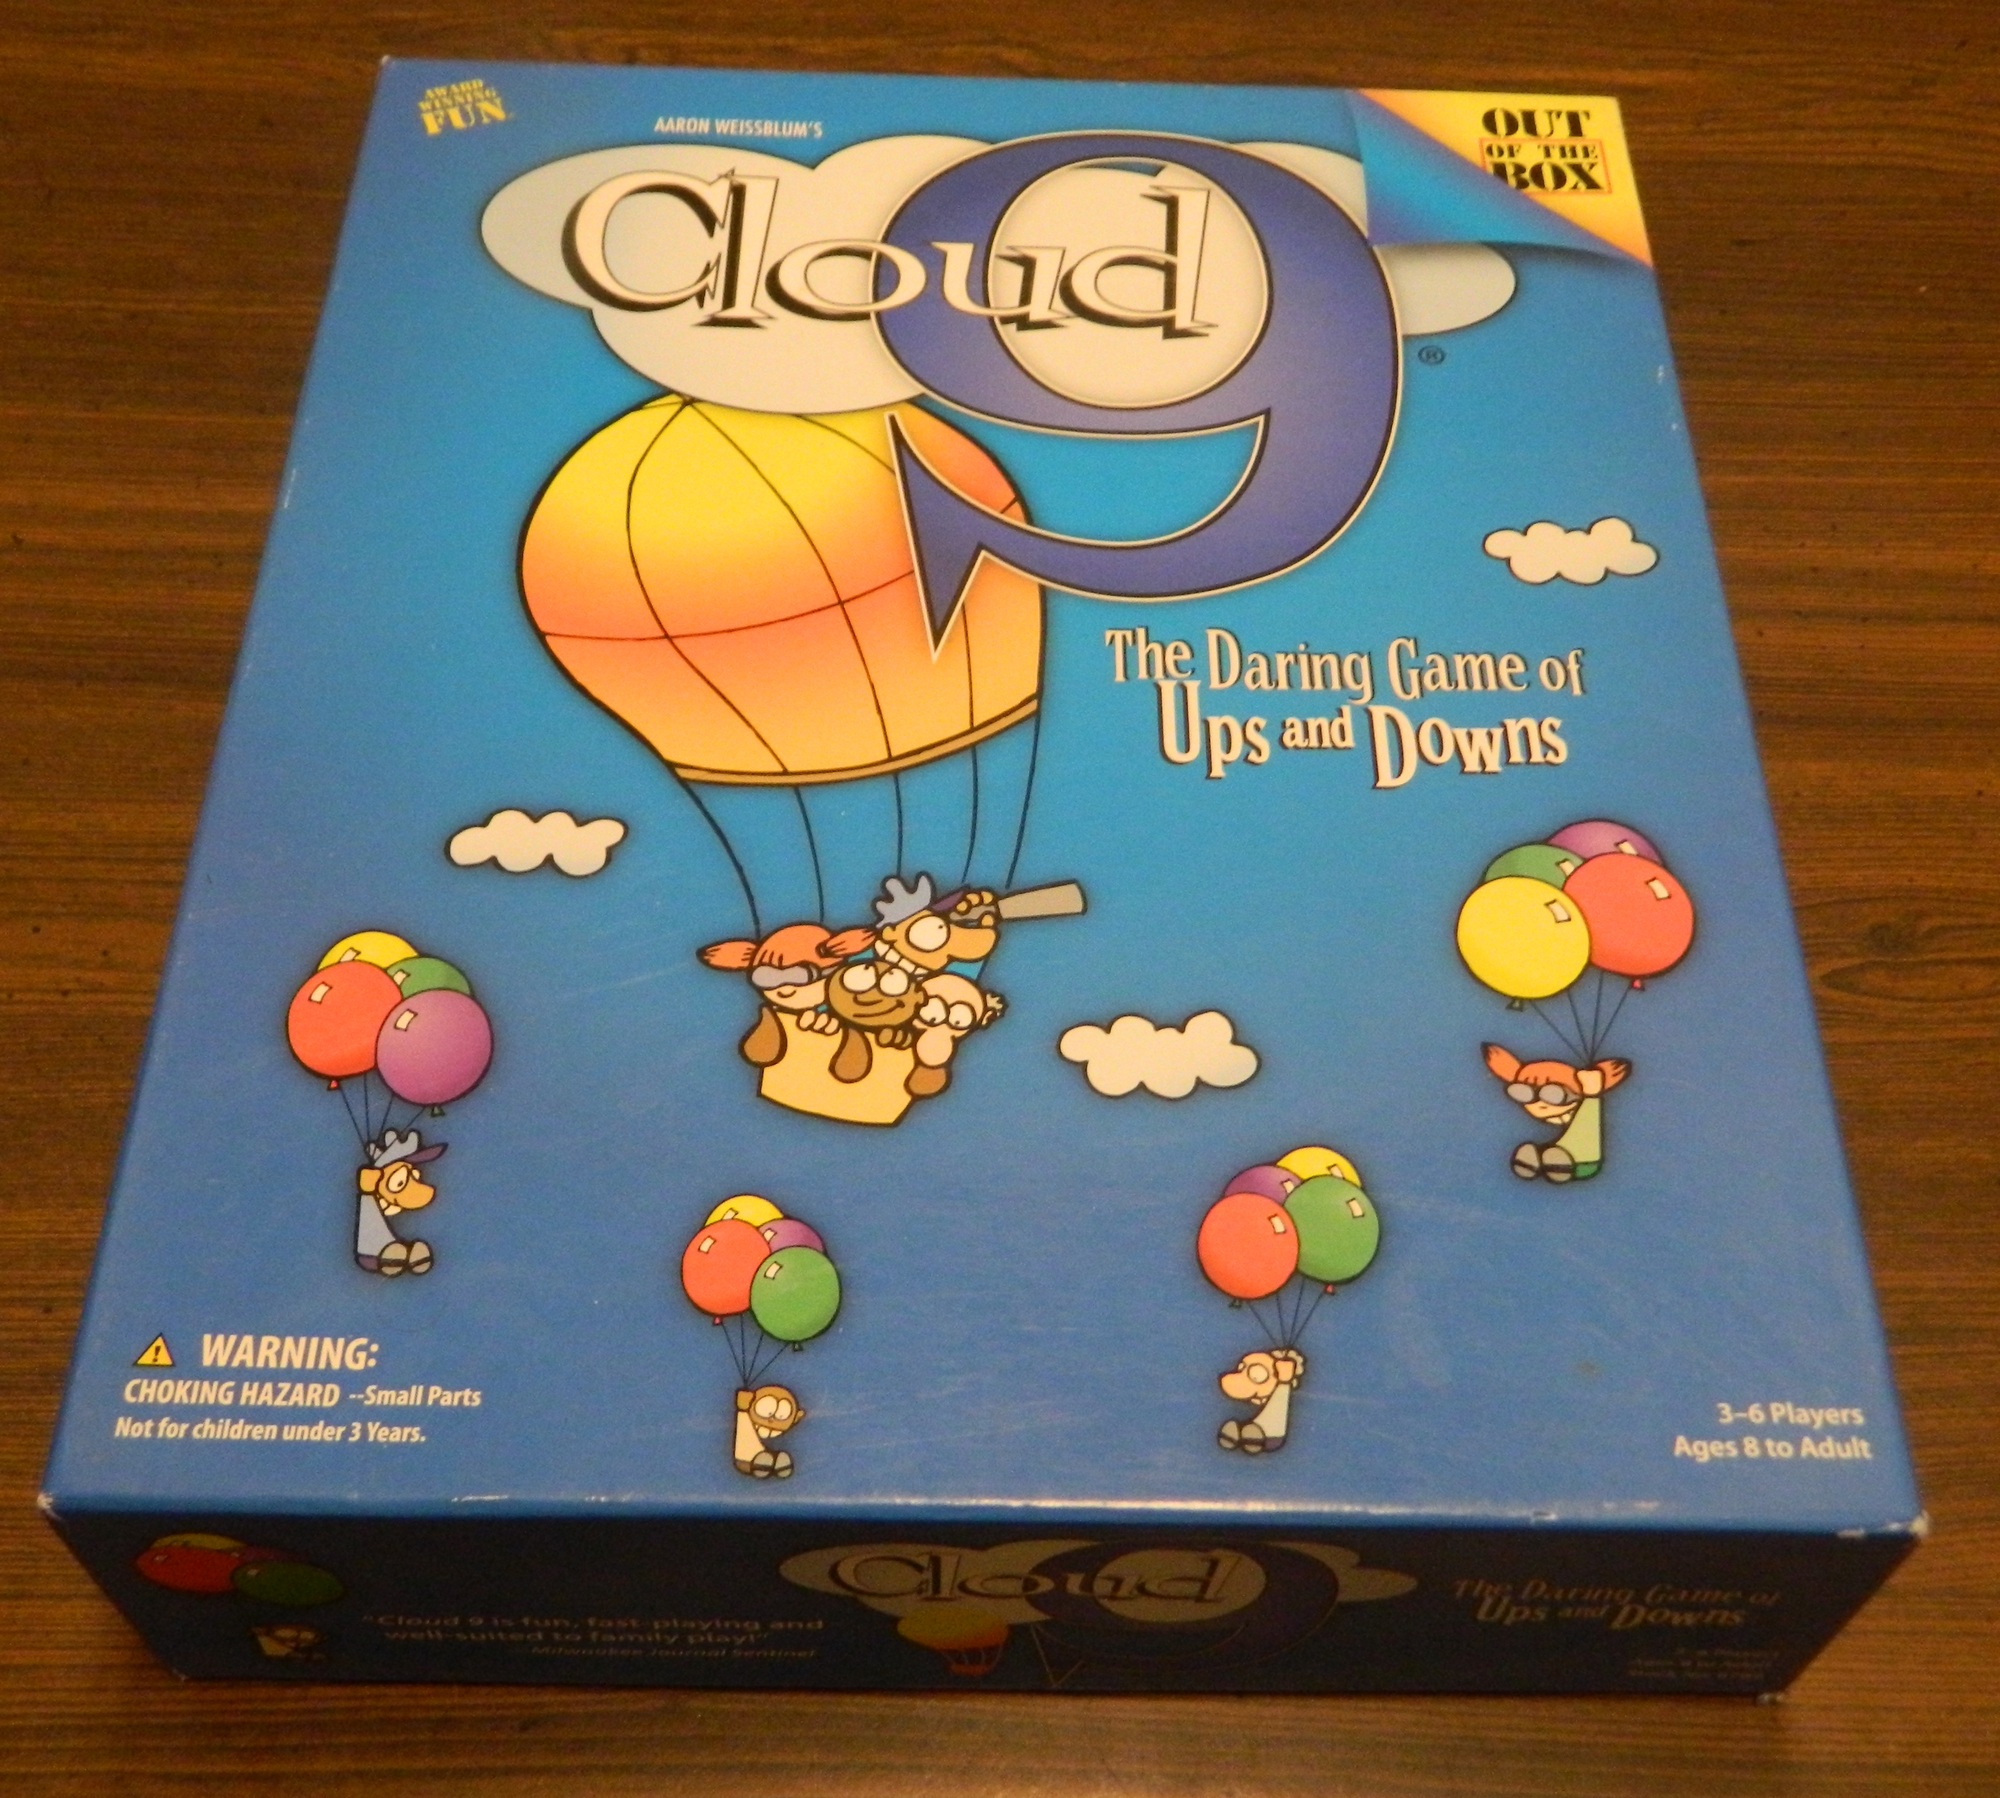 AWARD
WINNING
FUN
AARON WEISSBLUM'S
OUT
OF THE
BOX
Cloud 9 ®
The Daring Game of
Ups and Downs
WARNING:
CHOKING HAZARD --Small Parts
Not for children under 3 Years.
3–6 Players
Ages 8 to Adult
"Cloud 9 is fun, fast-playing and
well-suited to family play!"
Milwaukee Journal Sentinel
Cloud 9
The Daring Game of
Ups and Downs